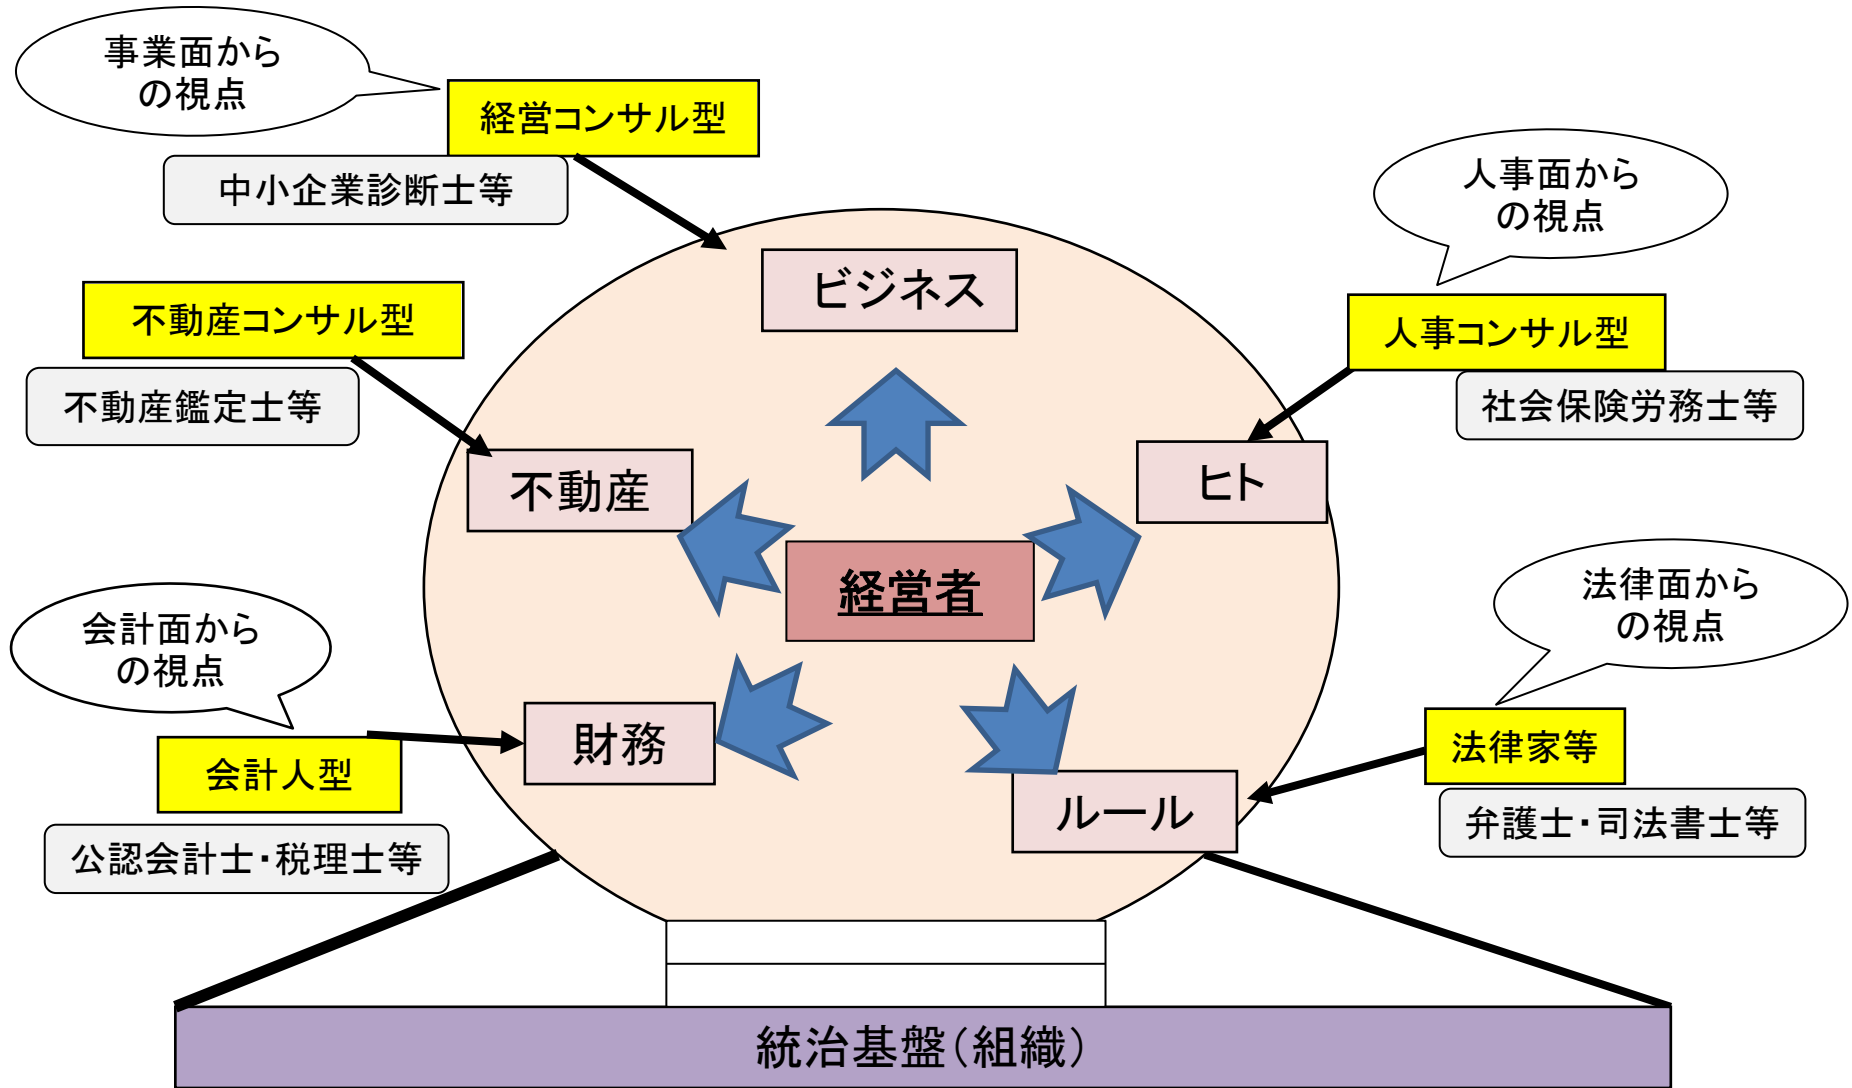 事業面から
の視点
経営コンサル型
中小企業診断士等
人事面から
の視点
ビジネス
不動産コンサル型
人事コンサル型
不動産鑑定士等
社会保険労務士等
不動産
ヒト
経営者
法律面から
の視点
会計面から
の視点
財務
法律家等
会計人型
ルール
弁護士・司法書士等
公認会計士・税理士等
統治基盤(組織)